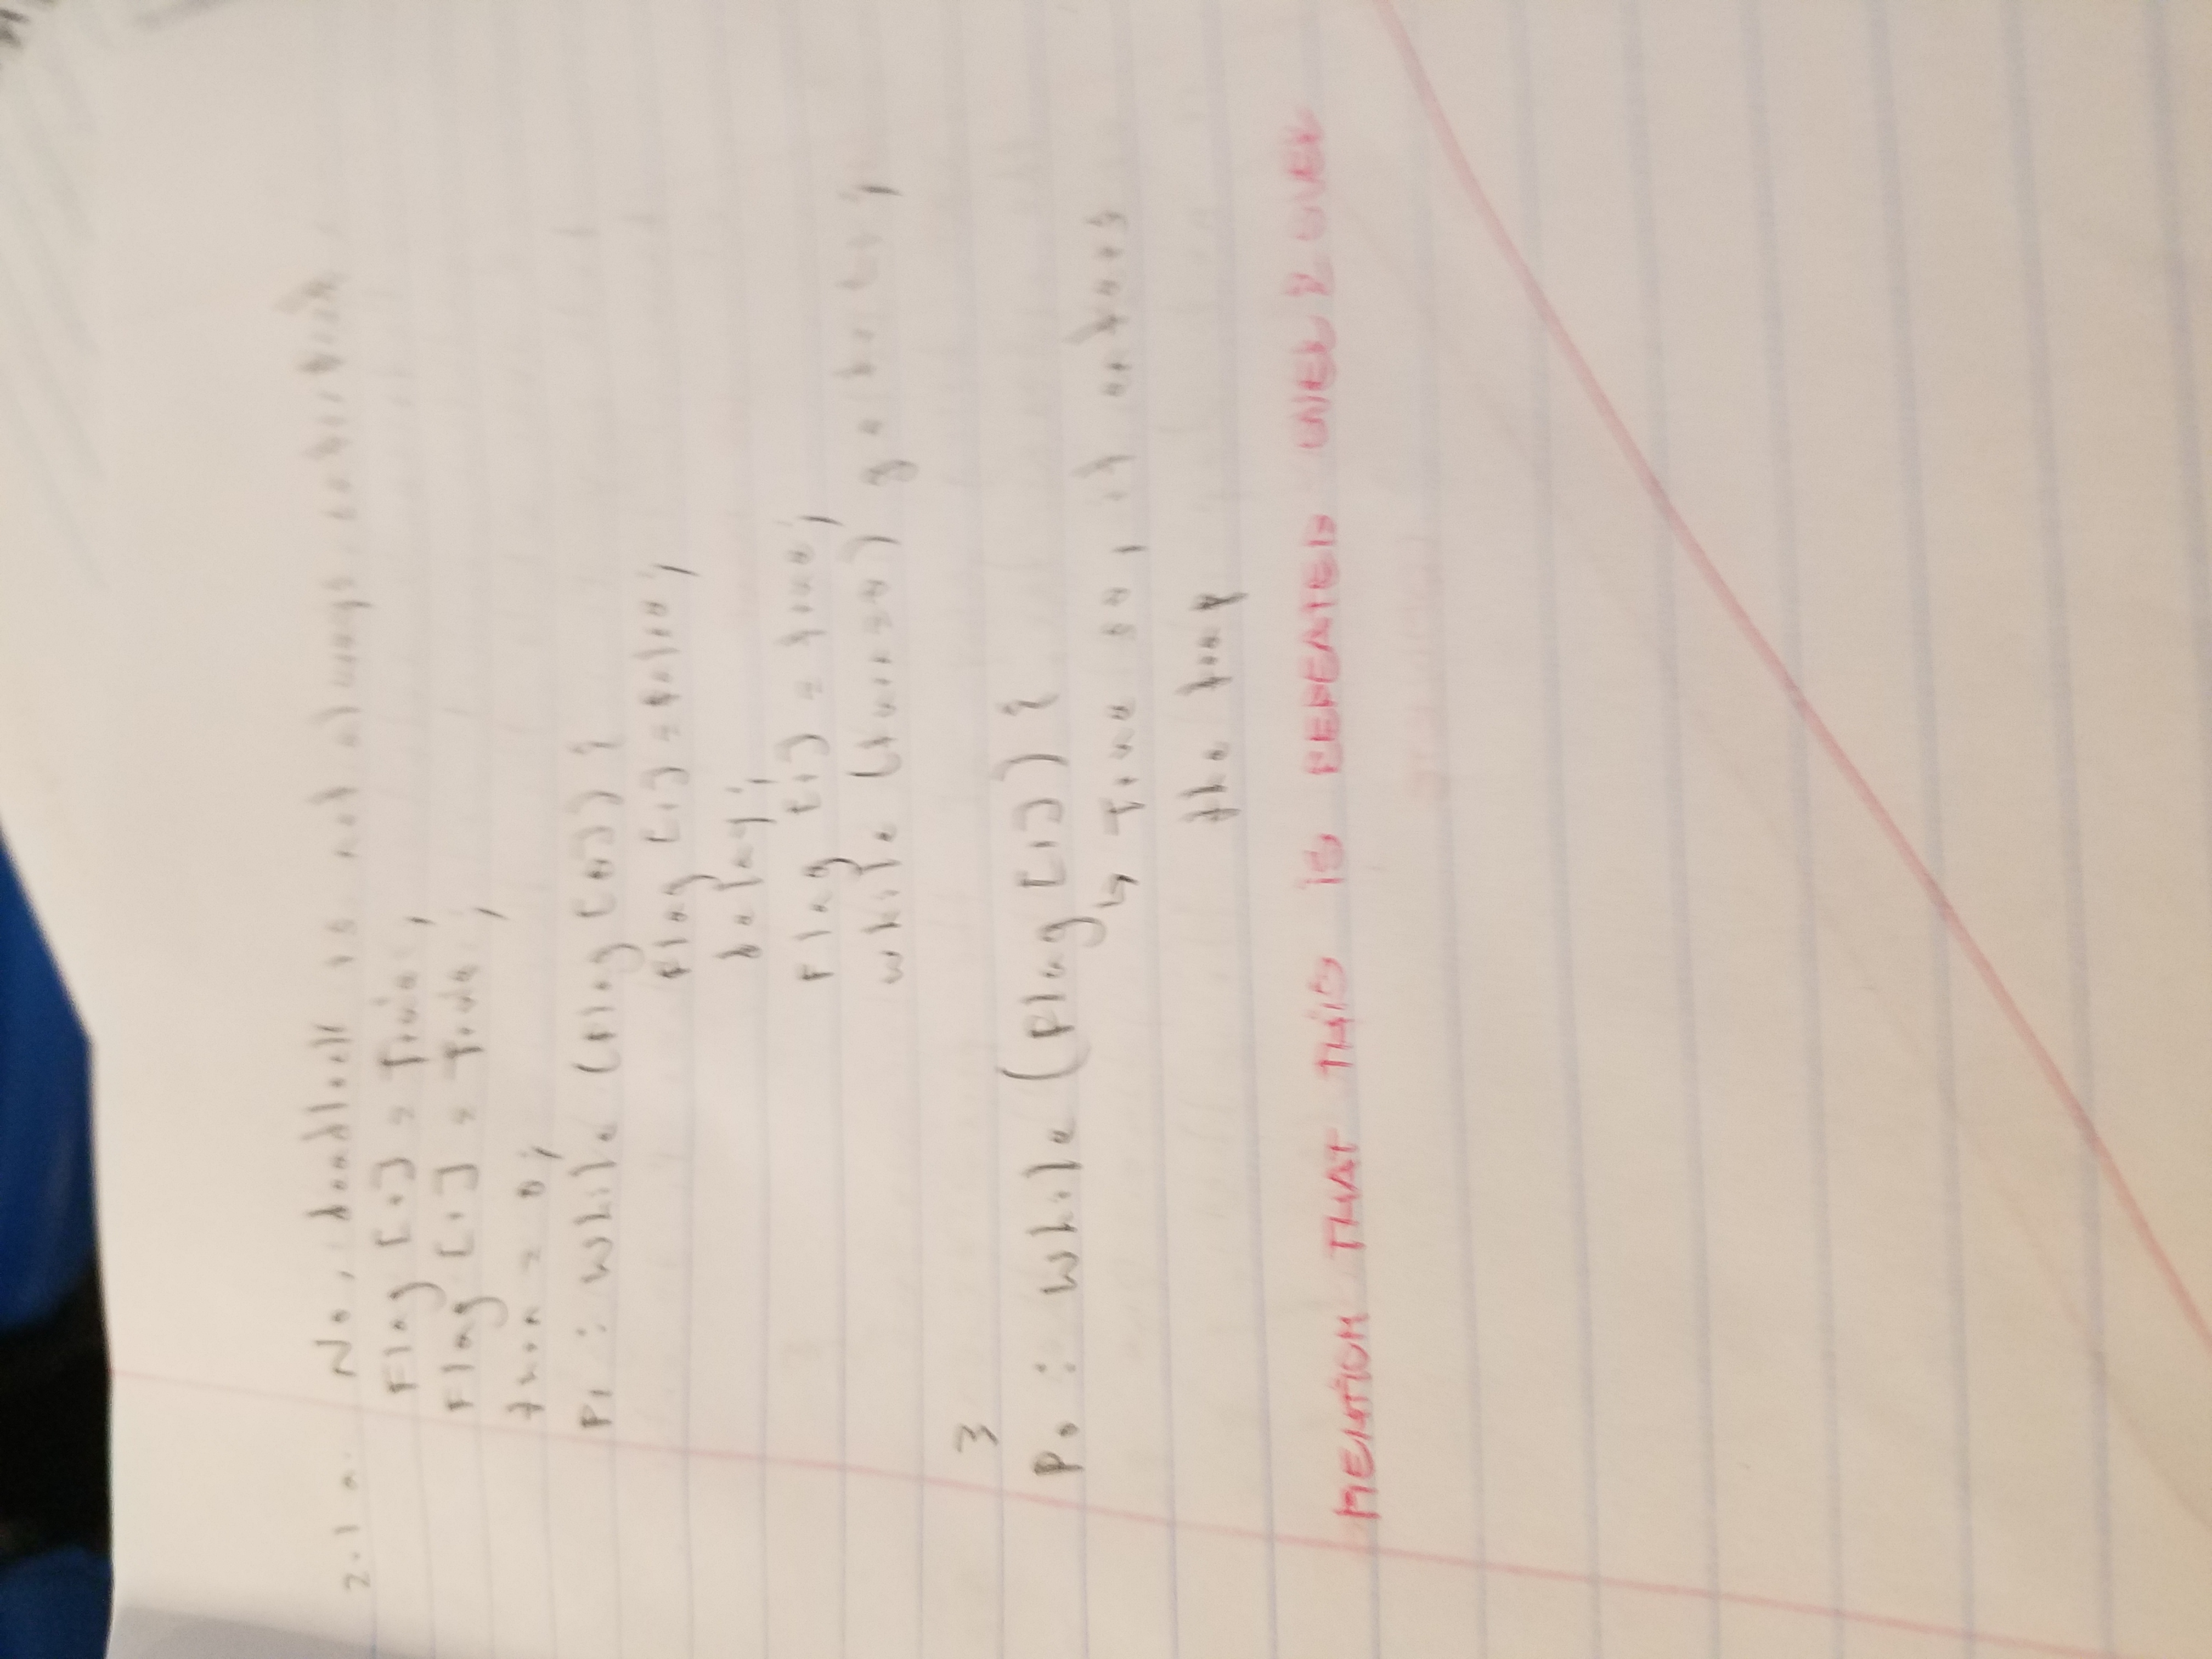 2.1 a. No, deadlock is not always satisfied
Flag [0] = True;
Flag [1] = True;
turn = 0;
P1 : While (Flag [0]) {
Flag [1] = false;
delay;
Flag [1] = true;
while (turn=0) go to
}
P0 : While (Flag [1]) {
↳ True so, it enters
the loop
MENTION THAT THIS IS REPEATED OVER & OVER